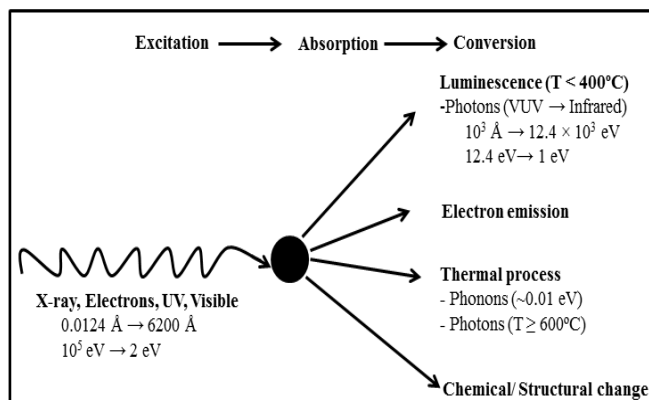 Excitation → Absorption → Conversion
Luminescence (T < 400ºC)
-Photons (VUV → Infrared)
10³ Å → 12.4 × 10³ eV
12.4 eV → 1 eV
Electron emission
Thermal process
- Phonons (~0.01 eV)
- Photons (T ≥ 600ºC)
Chemical/ Structural change
X-ray, Electrons, UV, Visible
0.0124 Å → 6200 Å
10⁵ eV → 2 eV